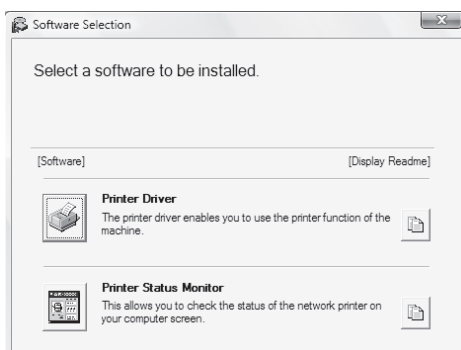 Software Selection
Select a software to be installed.
[Software] [Display Readme]
Printer Driver
The printer driver enables you to use the printer function of the
machine.
Printer Status Monitor
This allows you to check the status of the network printer on
your computer screen.